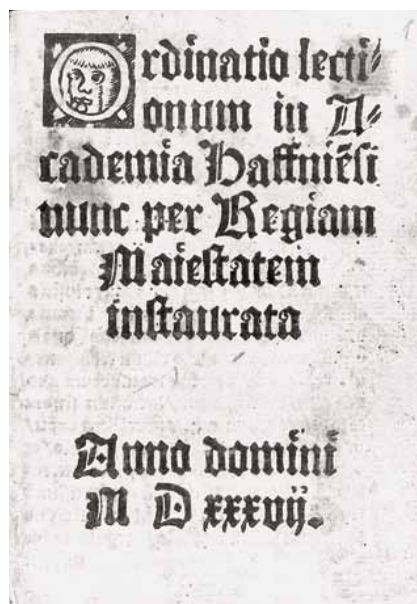 Ordinatio lecti⸗
onum in A⸗
cademia Haffniēsi
nunc per Regiam
Maiestatem
instaurata
Anno domini
M D xxxvij.